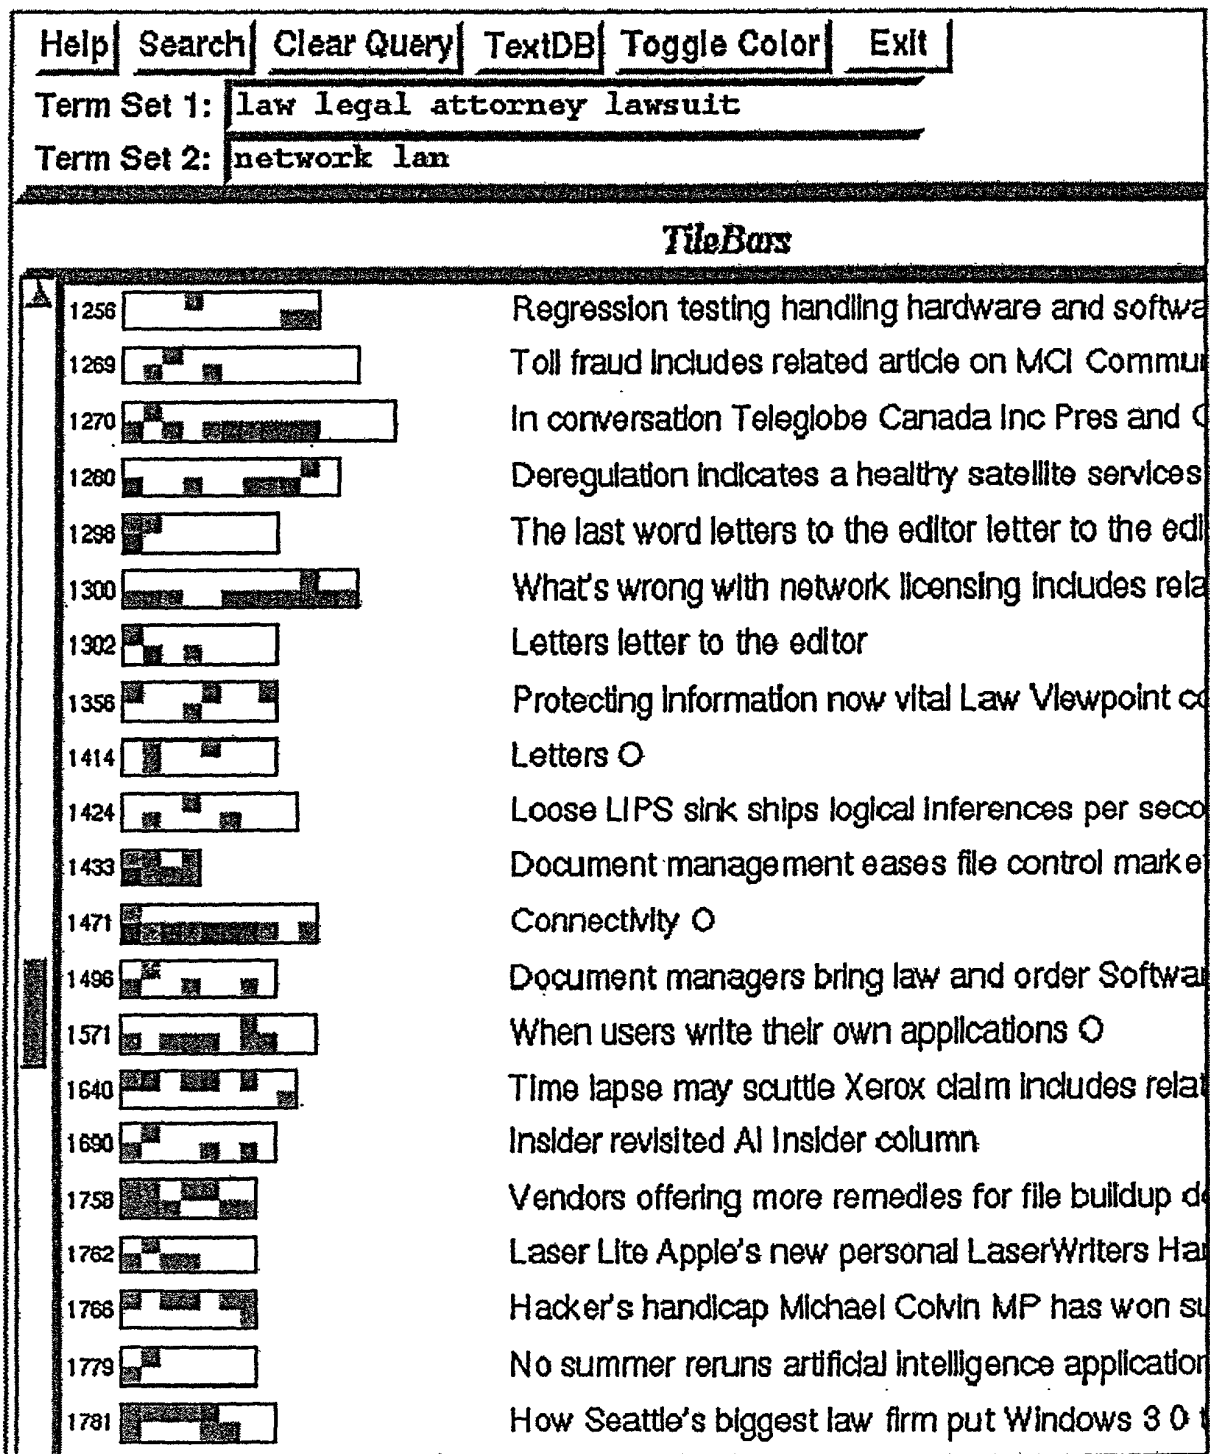 Help Search Clear Query TextDB Toggle Color Exit
Term Set 1: law legal attorney lawsuit
Term Set 2: network lan
TileBars
1256 Regression testing handling hardware and softwa
1269 Toll fraud includes related article on MCI Commu
1270 In conversation Teleglobe Canada Inc Pres and
1280 Deregulation indicates a healthy satellite services
1298 The last word letters to the editor letter to the edi
1300 What's wrong with network licensing includes rela
1302 Letters letter to the editor
1356 Protecting information now vital Law Viewpoint co
1414 Letters O
1424 Loose LIPS sink ships logical inferences per seco
1433 Document management eases file control marke
1471 Connectivity O
1496 Document managers bring law and order Softwa
1571 When users write their own applications O
1640 Time lapse may scuttle Xerox claim includes relat
1690 Insider revisited AI Insider column
1758 Vendors offering more remedies for file buildup d
1762 Laser Lite Apple's new personal LaserWriters Ha
1766 Hacker's handicap Michael Colvin MP has won su
1779 No summer reruns artificial intelligence application
1781 How Seattle's biggest law firm put Windows 3 0 t